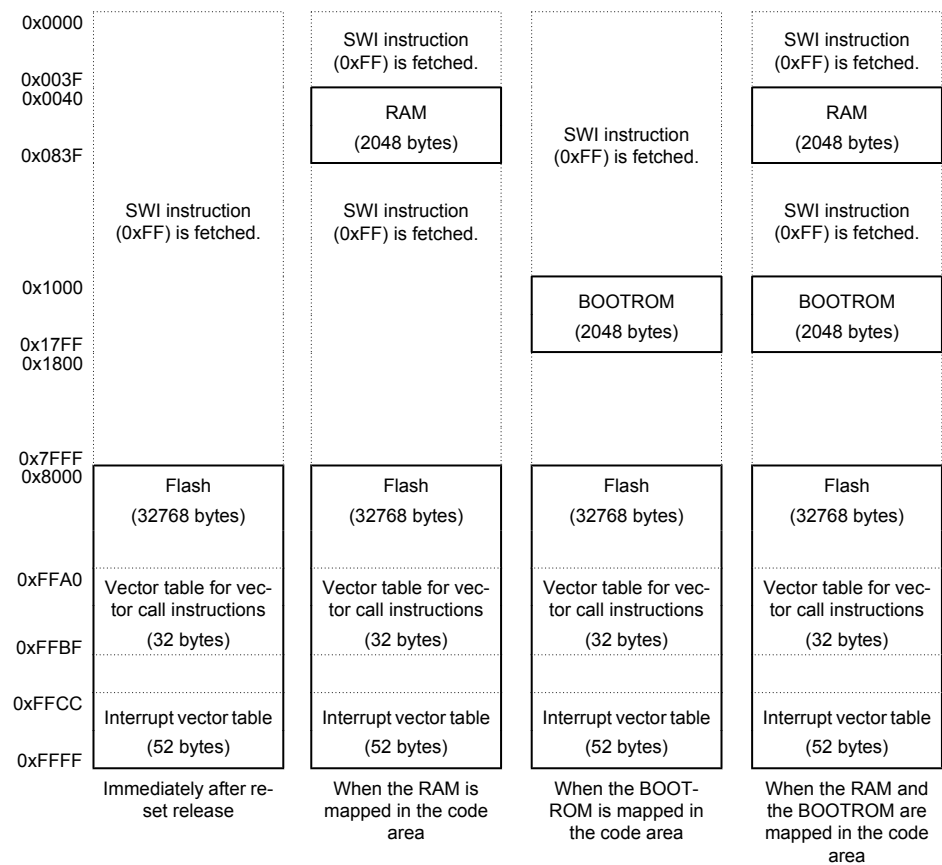 0x0000
0x003F
0x0040
0x083F
0x1000
0x17FF
0x1800
0x7FFF
0x8000
0xFFA0
0xFFBF
0xFFCC
0xFFFF
SWI instruction
(0xFF) is fetched.
Flash
(32768 bytes)
Vector table for vec-
tor call instructions
(32 bytes)
Interrupt vector table
(52 bytes)
Immediately after re-
set release
SWI instruction
(0xFF) is fetched.
RAM
(2048 bytes)
SWI instruction
(0xFF) is fetched.
Flash
(32768 bytes)
Vector table for vec-
tor call instructions
(32 bytes)
Interrupt vector table
(52 bytes)
When the RAM is
mapped in the code
area
SWI instruction
(0xFF) is fetched.
BOOTROM
(2048 bytes)
Flash
(32768 bytes)
Vector table for vec-
tor call instructions
(32 bytes)
Interrupt vector table
(52 bytes)
When the BOOT-
ROM is mapped in
the code area
SWI instruction
(0xFF) is fetched.
RAM
(2048 bytes)
SWI instruction
(0xFF) is fetched.
BOOTROM
(2048 bytes)
Flash
(32768 bytes)
Vector table for vec-
tor call instructions
(32 bytes)
Interrupt vector table
(52 bytes)
When the RAM and
the BOOTROM are
mapped in the code
area